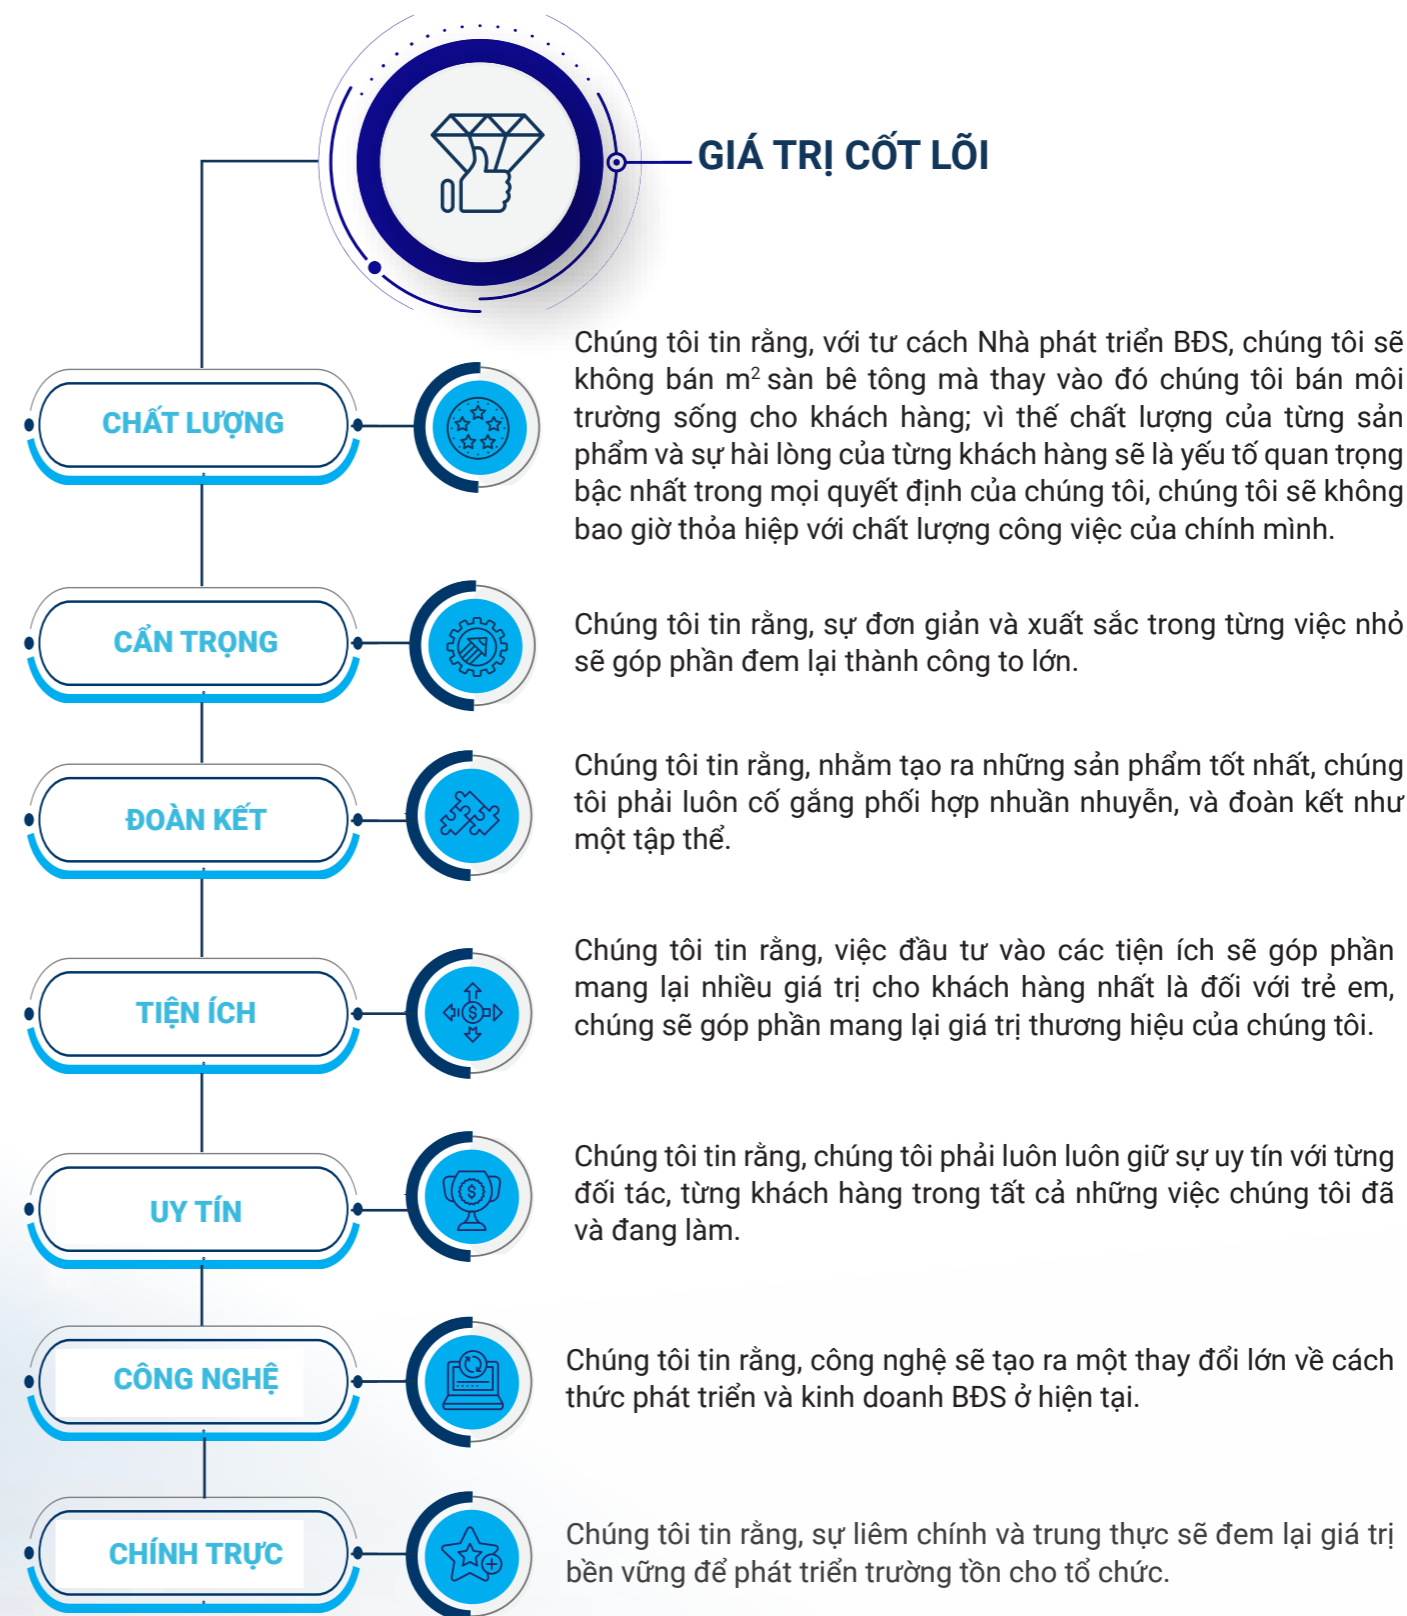 GIÁ TRỊ CỐT LÕI
CHẤT LƯỢNG
Chúng tôi tin rằng, với tư cách Nhà phát triển BĐS, chúng tôi sẽ
không bán m² sàn bê tông mà thay vào đó chúng tôi bán môi
trường sống cho khách hàng; vì thế chất lượng của từng sản
phẩm và sự hài lòng của từng khách hàng sẽ là yếu tố quan trọng
bậc nhất trong mọi quyết định của chúng tôi, chúng tôi sẽ không
bao giờ thỏa hiệp với chất lượng công việc của chính mình.
CẨN TRỌNG
Chúng tôi tin rằng, sự đơn giản và xuất sắc trong từng việc nhỏ
sẽ góp phần đem lại thành công to lớn.
ĐOÀN KẾT
Chúng tôi tin rằng, nhằm tạo ra những sản phẩm tốt nhất, chúng
tôi phải luôn cố gắng phối hợp nhuần nhuyễn, và đoàn kết như
một tập thể.
TIỆN ÍCH
Chúng tôi tin rằng, việc đầu tư vào các tiện ích sẽ góp phần
mang lại nhiều giá trị cho khách hàng nhất là đối với trẻ em,
chúng sẽ góp phần mang lại giá trị thương hiệu của chúng tôi.
UY TÍN
Chúng tôi tin rằng, chúng tôi phải luôn luôn giữ sự uy tín với từng
đối tác, từng khách hàng trong tất cả những việc chúng tôi đã
và đang làm.
CÔNG NGHỆ
Chúng tôi tin rằng, công nghệ sẽ tạo ra một thay đổi lớn về cách
thức phát triển và kinh doanh BĐS ở hiện tại.
CHÍNH TRỰC
Chúng tôi tin rằng, sự liêm chính và trung thực sẽ đem lại giá trị
bền vững để phát triển trường tồn cho tổ chức.